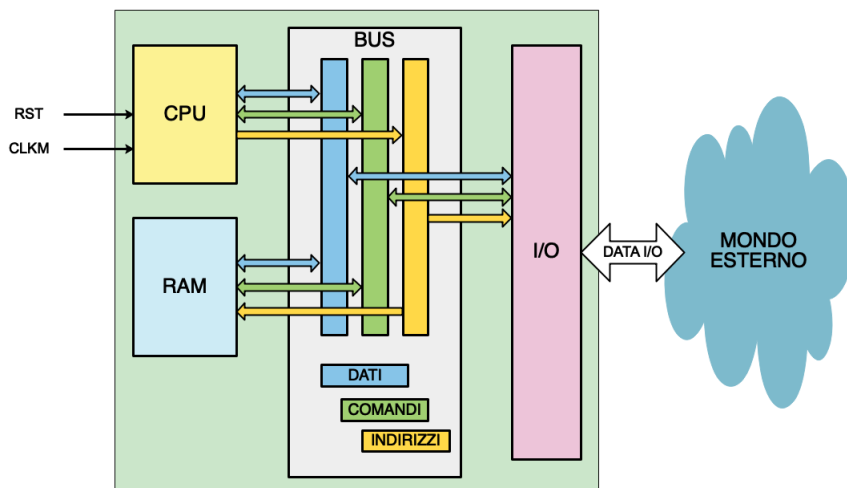 BUS
RST
CLKM
CPU
RAM
I/O
DATA I/O
MONDO
ESTERNO
DATI
COMANDI
INDIRIZZI